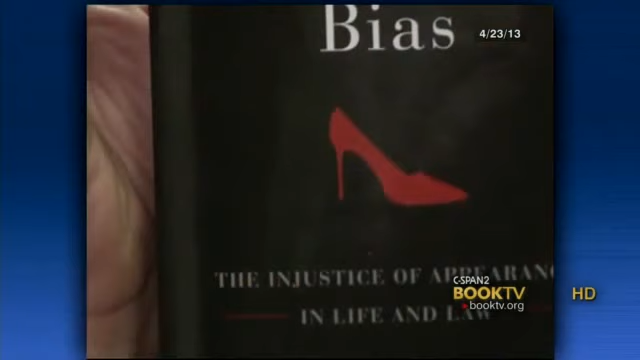 Bias
4/23/13
THE INJUSTICE OF APPEARANC
IN LIFE AND LAW
C-SPAN2
BOOKTV
booktv.org
HD